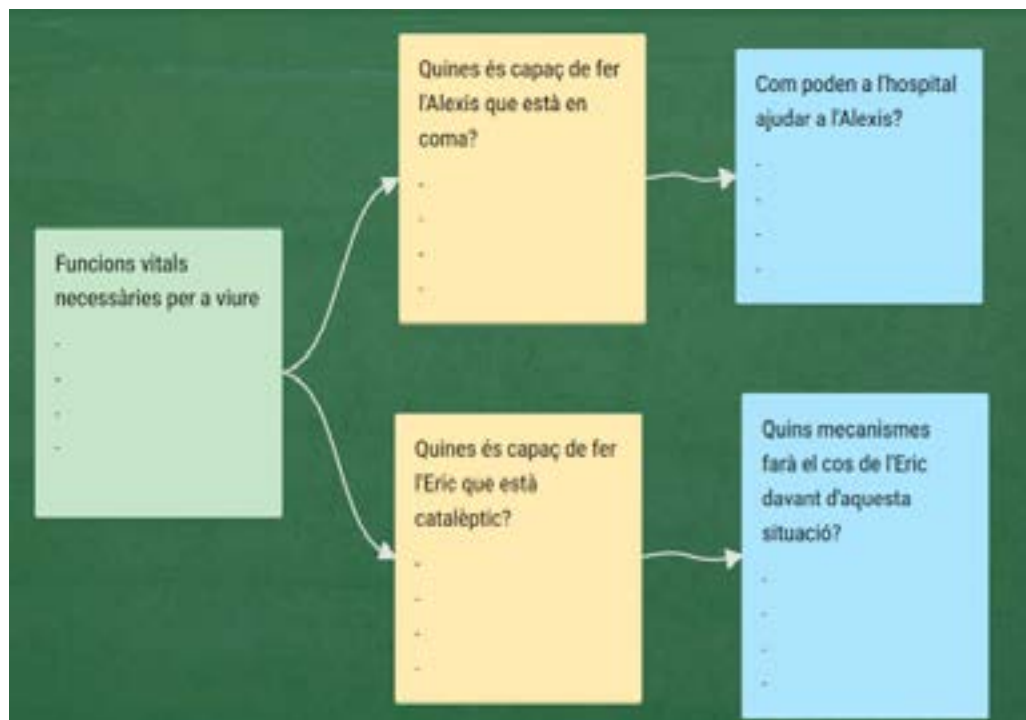 Funcions vitals
necessàries per a viure
-
-
-
-
Quines és capaç de fer
l'Alexis que està en
coma?
-
-
-
-
Com poden a l'hospital
ajudar a l'Alexis?
-
-
-
-
Quines és capaç de fer
l'Eric que està
catalèptic?
-
-
-
-
Quins mecanismes
farà el cos de l'Eric
davant d'aquesta
situació?
-
-
-
-